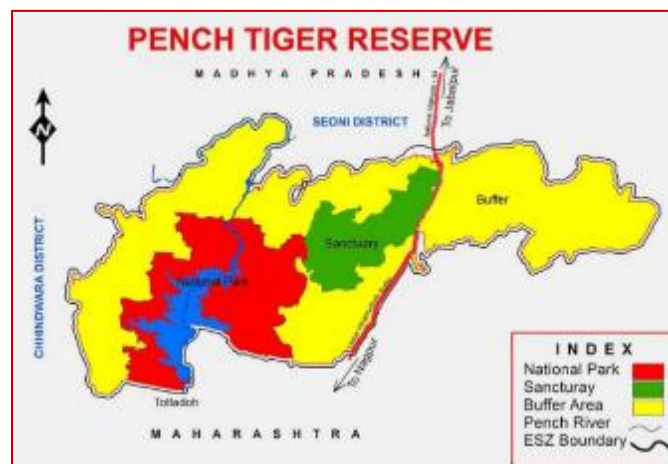 PENCH TIGER RESERVE
MADHYA PRADESH
To Jabalpur
SEONI DISTRICT
CHHINDWARA DISTRICT
N
Buffer
Sanctuary
National Park
To Nagpur
Totladoh
MAHARASHTRA
INDEX
National Park
Sancturay
Buffer Area
Pench River
ESZ Boundary